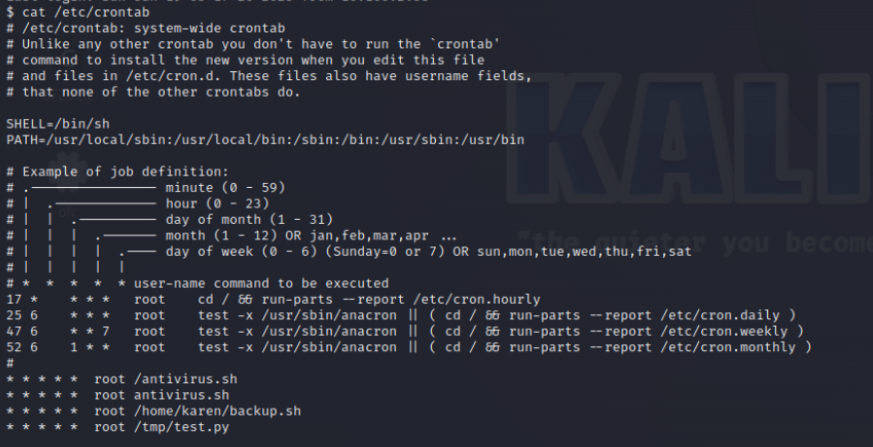 $ cat /etc/crontab
# /etc/crontab: system-wide crontab
# Unlike any other crontab you don't have to run the `crontab'
# command to install the new version when you edit this file
# and files in /etc/cron.d. These files also have username fields,
# that none of the other crontabs do.
SHELL=/bin/sh
PATH=/usr/local/sbin:/usr/local/bin:/sbin:/bin:/usr/sbin:/usr/bin
# Example of job definition:
# .---------------- minute (0 - 59)
# | .------------- hour (0 - 23)
# | | .---------- day of month (1 - 31)
# | | | .------- month (1 - 12) OR jan,feb,mar,apr ...
# | | | | .---- day of week (0 - 6) (Sunday=0 or 7) OR sun,mon,tue,wed,thu,fri,sat
# | | | | |
# * * * * * user-name command to be executed
17 * * * * root cd / && run-parts --report /etc/cron.hourly
25 6 * * * root test -x /usr/sbin/anacron || ( cd / && run-parts --report /etc/cron.daily )
47 6 * * 7 root test -x /usr/sbin/anacron || ( cd / && run-parts --report /etc/cron.weekly )
52 6 1 * * root test -x /usr/sbin/anacron || ( cd / && run-parts --report /etc/cron.monthly )
#
* * * * * root /antivirus.sh
* * * * * root antivirus.sh
* * * * * root /home/karen/backup.sh
* * * * * root /tmp/test.py
KALI
"the quieter you become